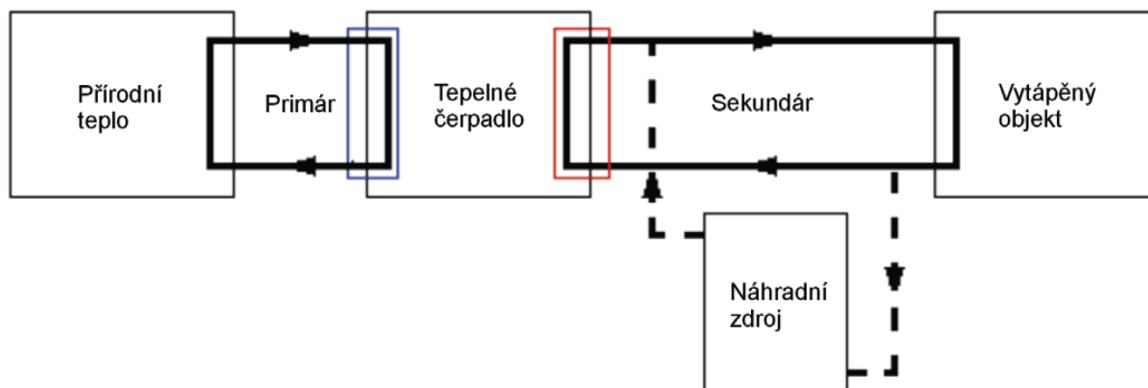 Přírodní
teplo
Primár
Tepelné
čerpadlo
Sekundár
Vytápěný
objekt
Náhradní
zdroj